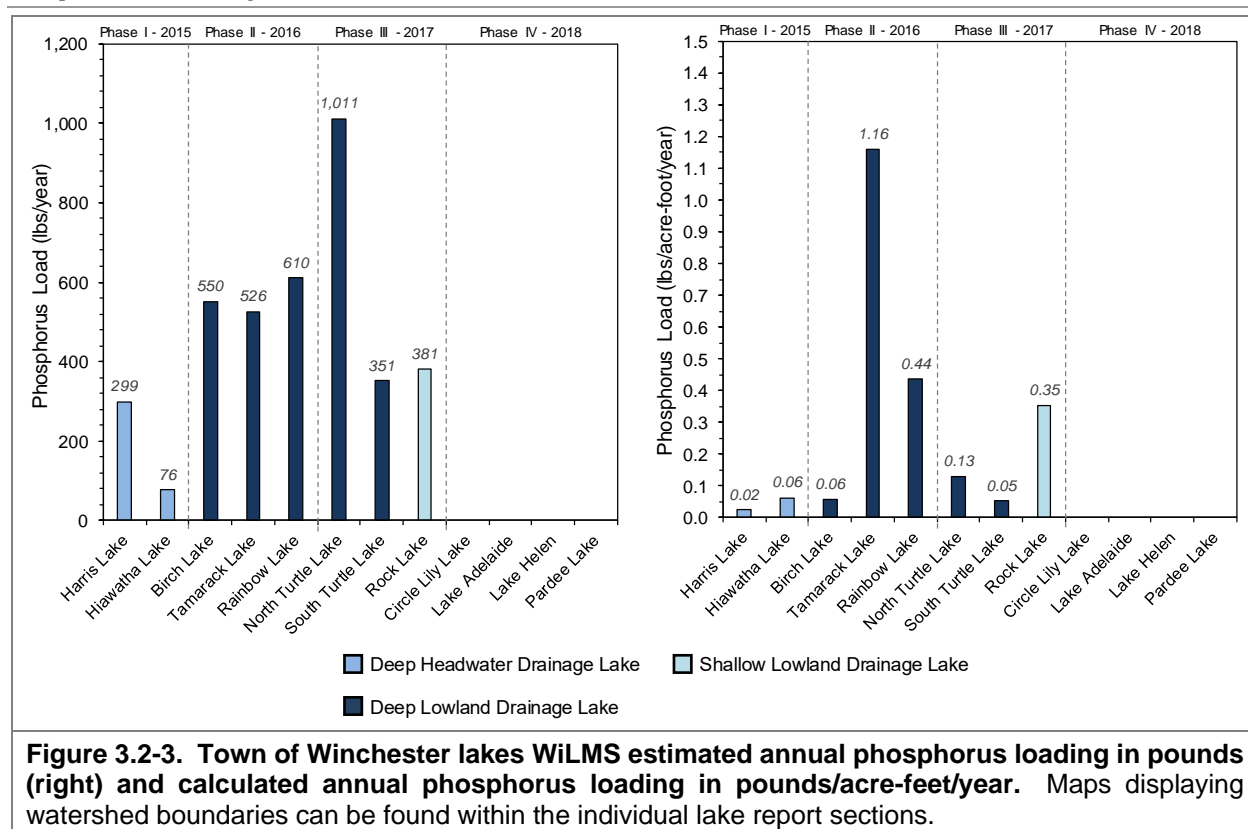 Phase I - 2015 Phase II - 2016 Phase III - 2017 Phase IV - 2018
1,200
1,000
800
600
400
200
0
Phosphorus Load (lbs/year)
299
76
550
526
610
1,011
351
381
Harris Lake
Hiawatha Lake
Birch Lake
Tamarack Lake
Rainbow Lake
North Turtle Lake
South Turtle Lake
Rock Lake
Circle Lily Lake
Lake Adelaide
Lake Helen
Pardee Lake
Phase I - 2015 Phase II - 2016 Phase III - 2017 Phase IV - 2018
1.5
1.4
1.3
1.2
1.1
1.0
0.9
0.8
0.7
0.6
0.5
0.4
0.3
0.2
0.1
0.0
Phosphorus Load (lbs/acre-foot/year)
0.02
0.06
0.06
1.16
0.44
0.13
0.05
0.35
Harris Lake
Hiawatha Lake
Birch Lake
Tamarack Lake
Rainbow Lake
North Turtle Lake
South Turtle Lake
Rock Lake
Circle Lily Lake
Lake Adelaide
Lake Helen
Pardee Lake
Deep Headwater Drainage Lake
Shallow Lowland Drainage Lake
Deep Lowland Drainage Lake
Figure 3.2-3. Town of Winchester lakes WiLMS estimated annual phosphorus loading in pounds
(right) and calculated annual phosphorus loading in pounds/acre-feet/year. Maps displaying
watershed boundaries can be found within the individual lake report sections.